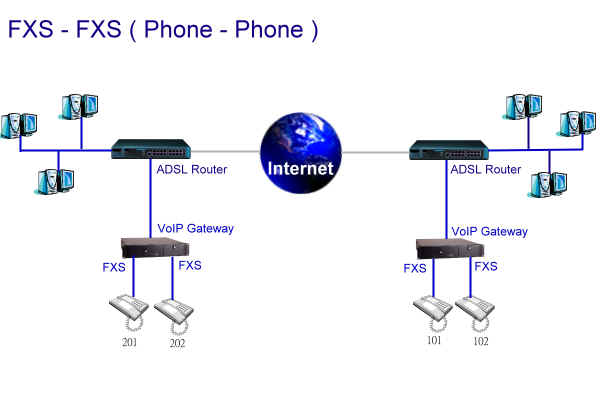 FXS - FXS ( Phone - Phone )
Internet
ADSL Router
ADSL Router
VoIP Gateway
VoIP Gateway
FXS
FXS
FXS
FXS
201
202
101
102